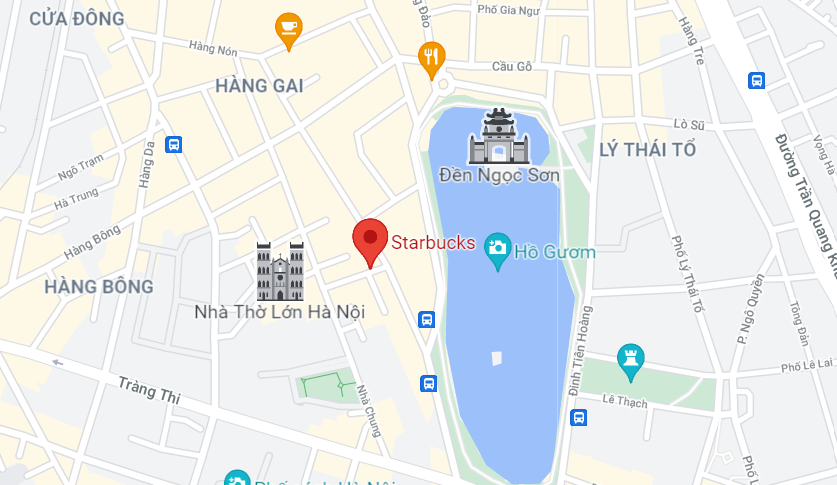 CỬA ĐÔNG
Phố Gia Ngư
Hàng Nón
Cầu Gỗ
Hàng Tre
HÀNG GAI
Lò Sũ
LÝ THÁI TỔ
Ngõ Trạm
Hàng Da
Hà Trung
Đền Ngọc Sơn
Hàng Bông
Starbucks
Hồ Gươm
Phố Lý Thái Tổ
Đường Trần Quang Khải
Vọng Hà
HÀNG BÔNG
Nhà Thờ Lớn Hà Nội
P. Ngô Quyền
Tông Đản
Đinh Tiên Hoàng
Phố Lê Lai
Tràng Thi
Lê Thạch
Nhà Chung